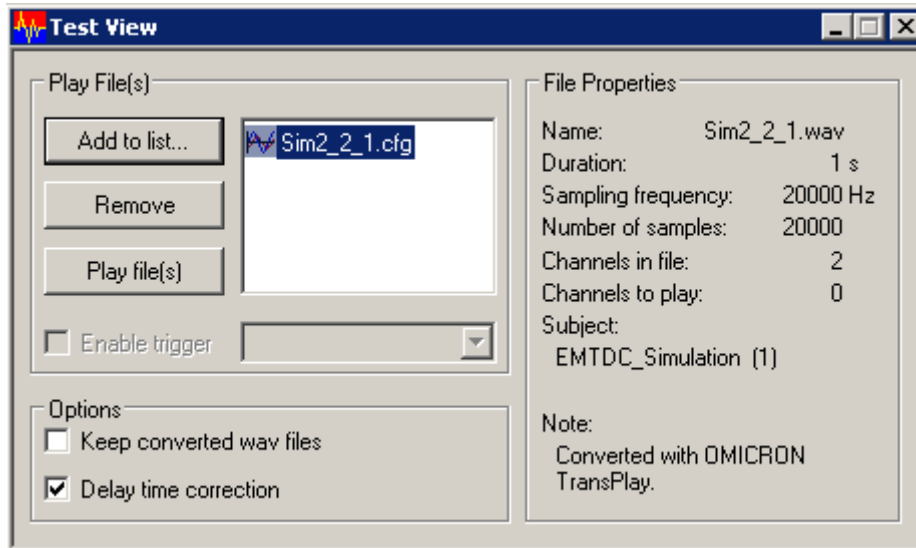 Test View
Play File(s)
Add to list...
Sim2_2_1.cfg
Remove
Play file(s)
Enable trigger
Options
Keep converted wav files
Delay time correction
File Properties
Name: Sim2_2_1.wav
Duration: 1 s
Sampling frequency: 20000 Hz
Number of samples: 20000
Channels in file: 2
Channels to play: 0
Subject:
EMTDC_Simulation (1)
Note:
Converted with OMICRON
TransPlay.